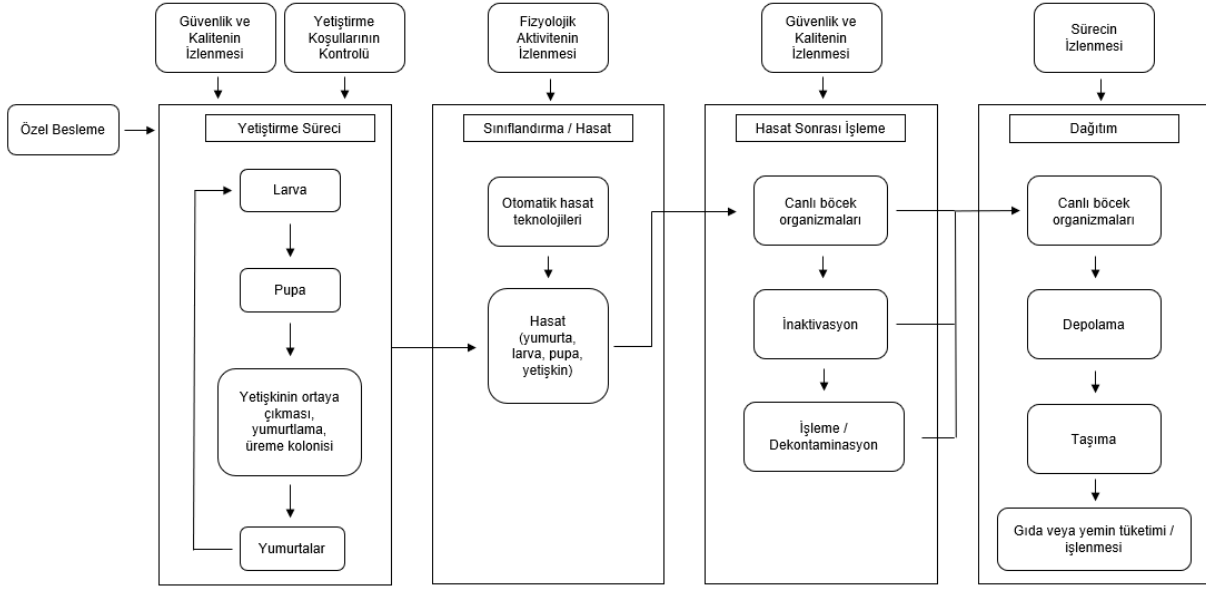 Güvenlik ve
Kalitenin
İzlenmesi
Yetiştirme
Koşullarının
Kontrolü
Fizyolojik
Aktivitenin
İzlenmesi
Güvenlik ve
Kalitenin
İzlenmesi
Sürecin
İzlenmesi
Özel Besleme
Yetiştirme Süreci
Larva
Pupa
Yetişkinin ortaya
çıkması,
yumurtlama,
üreme kolonisi
Yumurtalar
Sınıflandırma / Hasat
Otomatik hasat
teknolojileri
Hasat
(yumurta,
larva, pupa,
yetişkin)
Hasat Sonrası İşleme
Canlı böcek
organizmaları
İnaktivasyon
İşleme /
Dekontaminasyon
Dağıtım
Canlı böcek
organizmaları
Depolama
Taşıma
Gıda veya yemin tüketimi /
işlenmesi